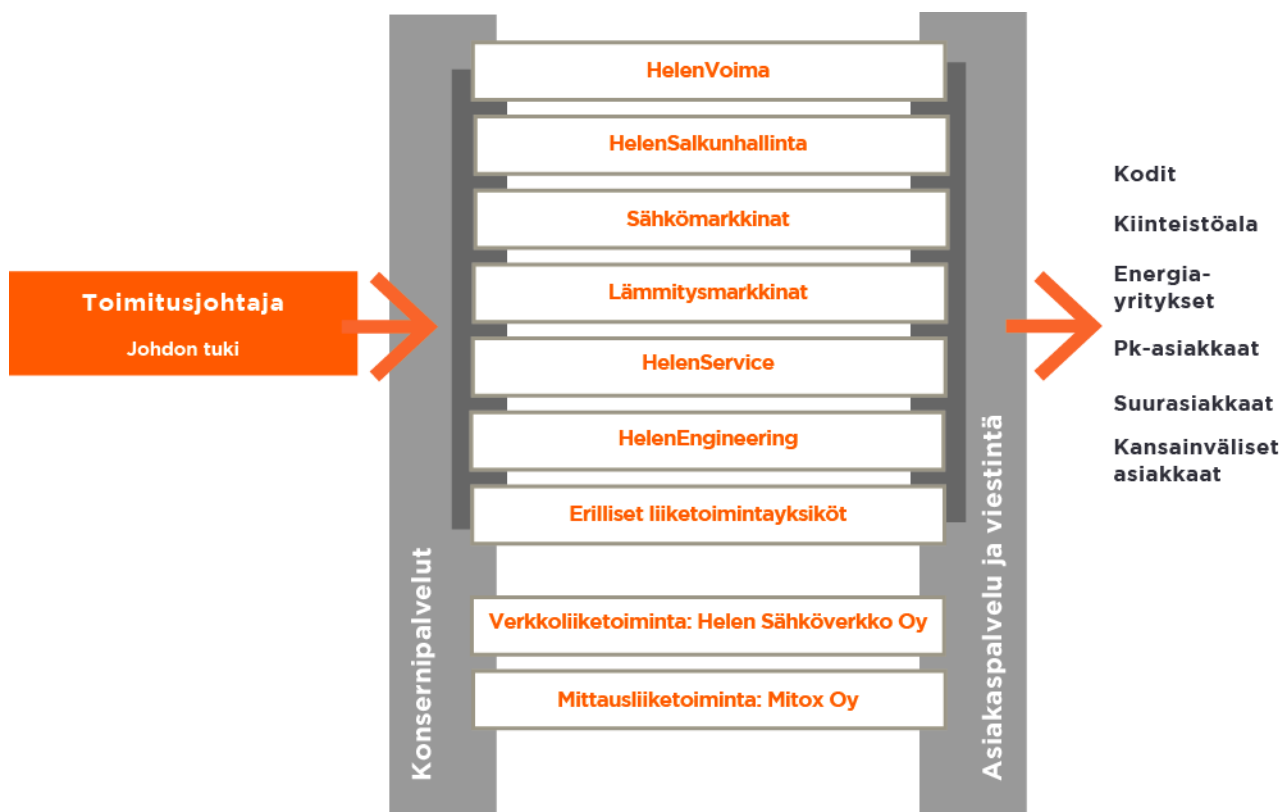 Toimitusjohtaja
Johdon tuki
Konsernipalvelut
HelenVoima
HelenSalkunhallinta
Sähkömarkkinat
Lämmitysmarkkinat
HelenService
HelenEngineering
Erilliset liiketoimintayksiköt
Verkkoliiketoiminta: Helen Sähköverkko Oy
Mittausliiketoiminta: Mitox Oy
Asiakaspalvelu ja viestintä
Kodit
Kiinteistöala
Energia-
yritykset
Pk-asiakkaat
Suurasiakkaat
Kansainväliset
asiakkaat